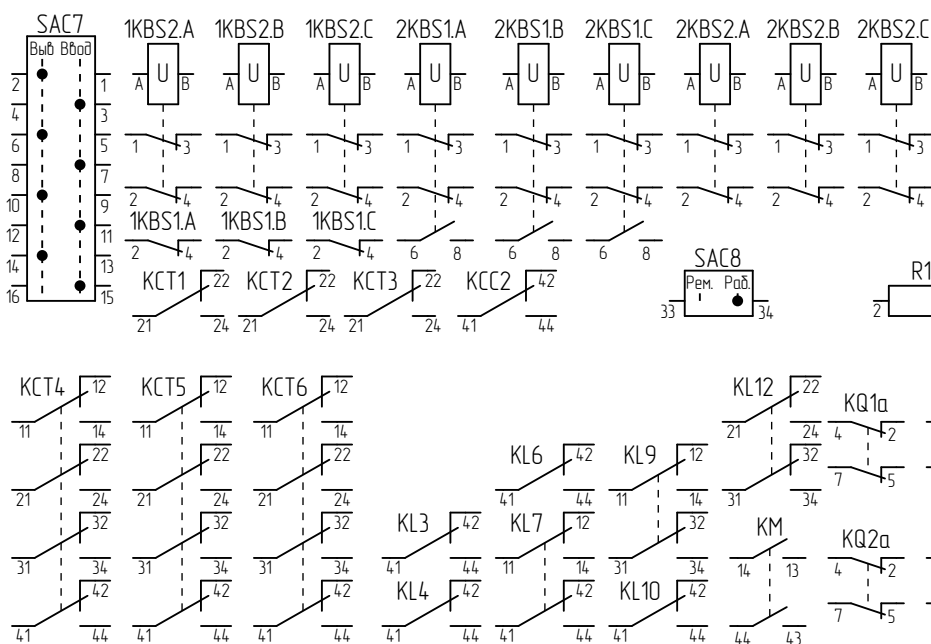 SAC7 1KBS2.A 1KBS2.B 1KBS2.C 2KBS1.A 2KBS1.B 2KBS1.C 2KBS2.A 2KBS2.B 2KBS2.C
Выв Ввод
U U U U U U U U U
2 1 A B A B A B A B A B A B A B A B A B
4 3
6 5 1 3 1 3 1 3 1 3 1 3 1 3 1 3 1 3 1 3
8 7
10 9 2 4 2 4 2 4 2 4 2 4 2 4 2 4 2 4 2 4
1KBS1.A 1KBS1.B 1KBS1.C
12 11 2 4 2 4 2 4 6 8 6 8 6 8
14 13
16 15
KCT1 22 KCT2 22 KCT3 22 KCC2 42
21 24 21 24 21 24 41 44
SAC8
Рем. Раб.
33 34
R1
2
KCT4 12 KCT5 12 KCT6 12 KL12 22
11 14 11 14 11 14 21 24
KQ1a
4 2
22 22 22 KL6 42 KL9 12 32
21 24 21 24 21 24 41 44 11 14 31 34
7 5
32 32 32 KL3 42 KL7 12 32 KM
31 34 31 34 31 34 41 44 11 14 31 34 14 13
KQ2a
4 2
42 42 42 KL4 42 42 KL10 42
41 44 41 44 41 44 41 44 41 44 41 44 44 43
7 5